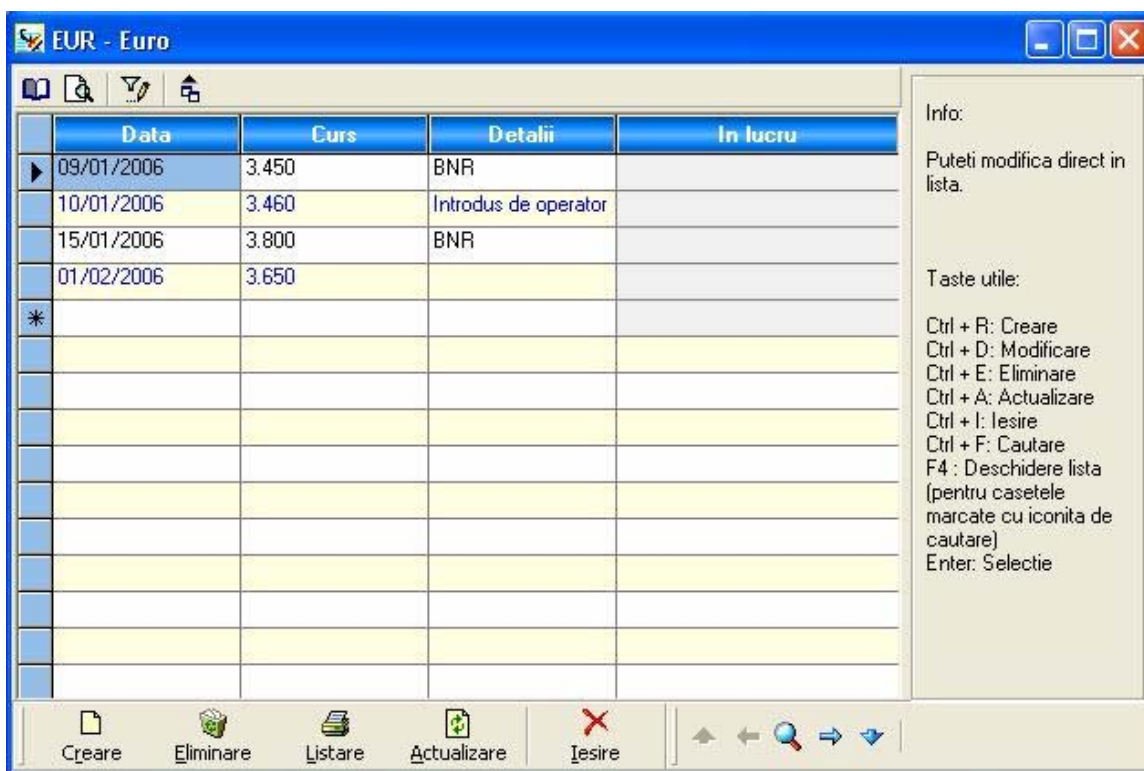 EUR - Euro
Data Curs Detalii In lucru
09/01/2006 3.450 BNR
10/01/2006 3.460 Introdus de operator
15/01/2006 3.800 BNR
01/02/2006 3.650
*
Info:
Puteti modifica direct in
lista.
Taste utile:
Ctrl + R: Creare
Ctrl + D: Modificare
Ctrl + E: Eliminare
Ctrl + A: Actualizare
Ctrl + I: Iesire
Ctrl + F: Cautare
F4 : Deschidere lista
(pentru casetele
marcate cu iconita de
cautare)
Enter: Selectie
Creare Eliminare Listare Actualizare Iesire